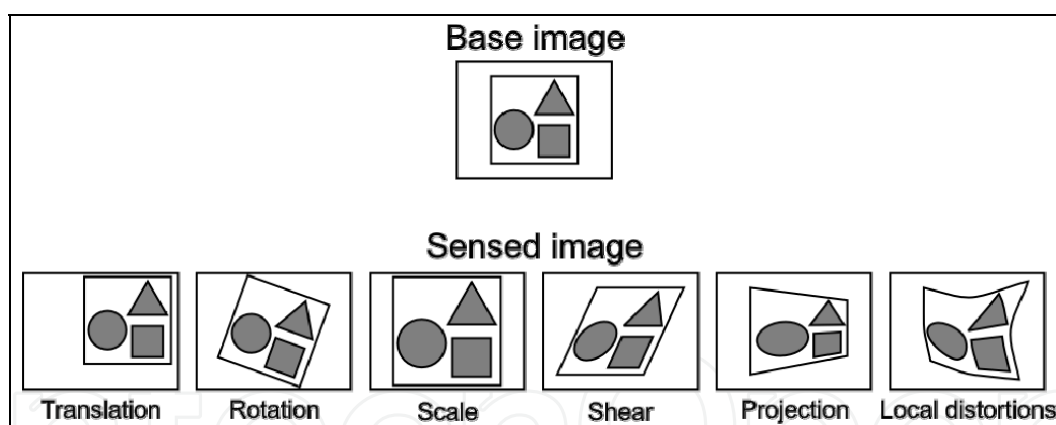 Base image
Sensed image
Translation Rotation Scale Shear Projection Local distortions